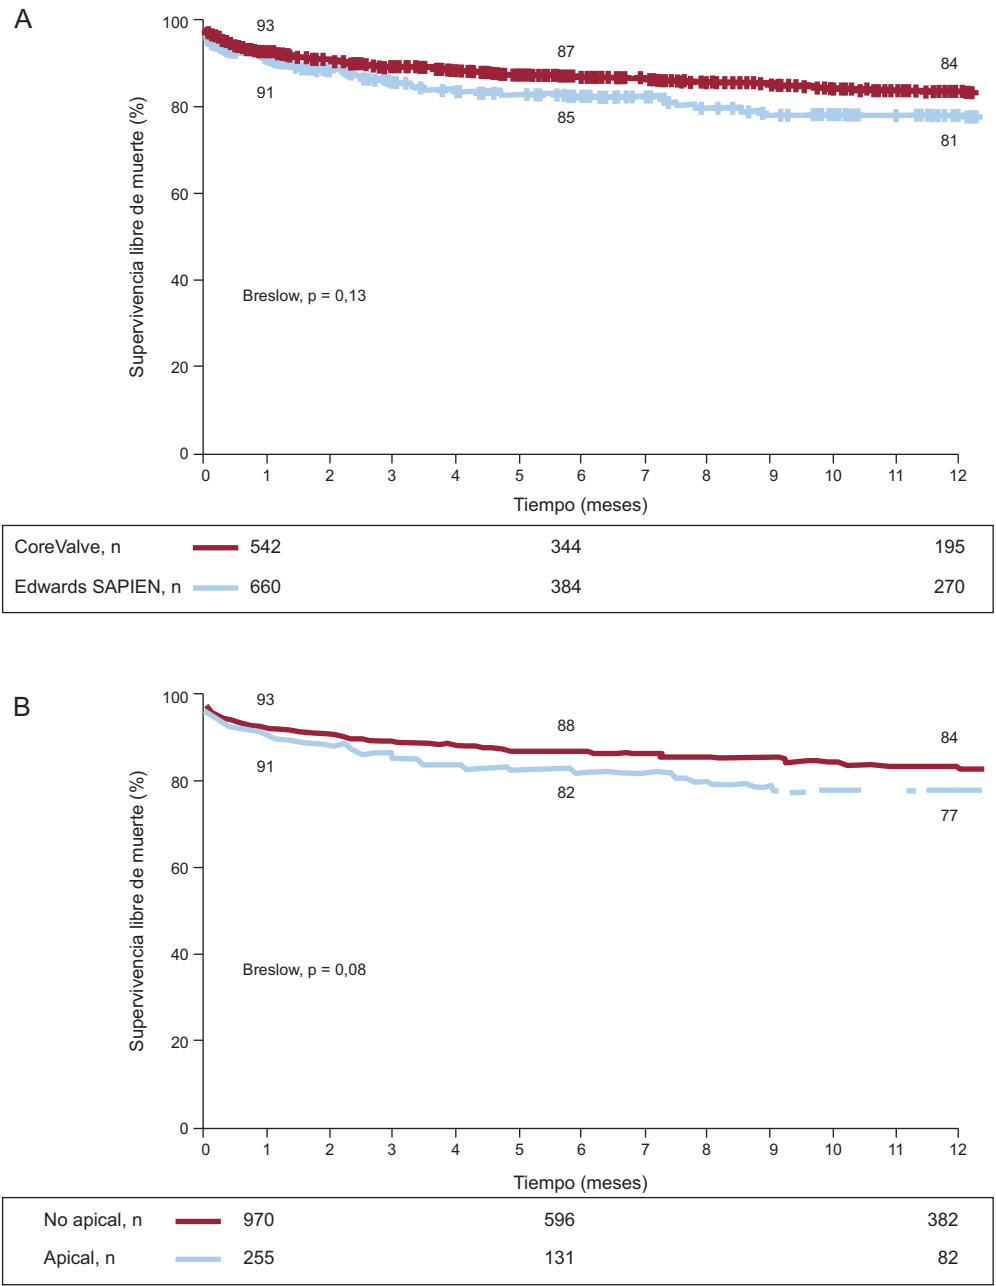 A
Supervivencia libre de muerte (%)
100
80
60
40
20
0
93
87
84
91
85
81
Breslow, p = 0,13
0 1 2 3 4 5 6 7 8 9 10 11 12
Tiempo (meses)
CoreValve, n 542 344 195
Edwards SAPIEN, n 660 384 270
B
Supervivencia libre de muerte (%)
100
80
60
40
20
0
93
88
84
91
82
77
Breslow, p = 0,08
0 1 2 3 4 5 6 7 8 9 10 11 12
Tiempo (meses)
No apical, n 970 596 382
Apical, n 255 131 82